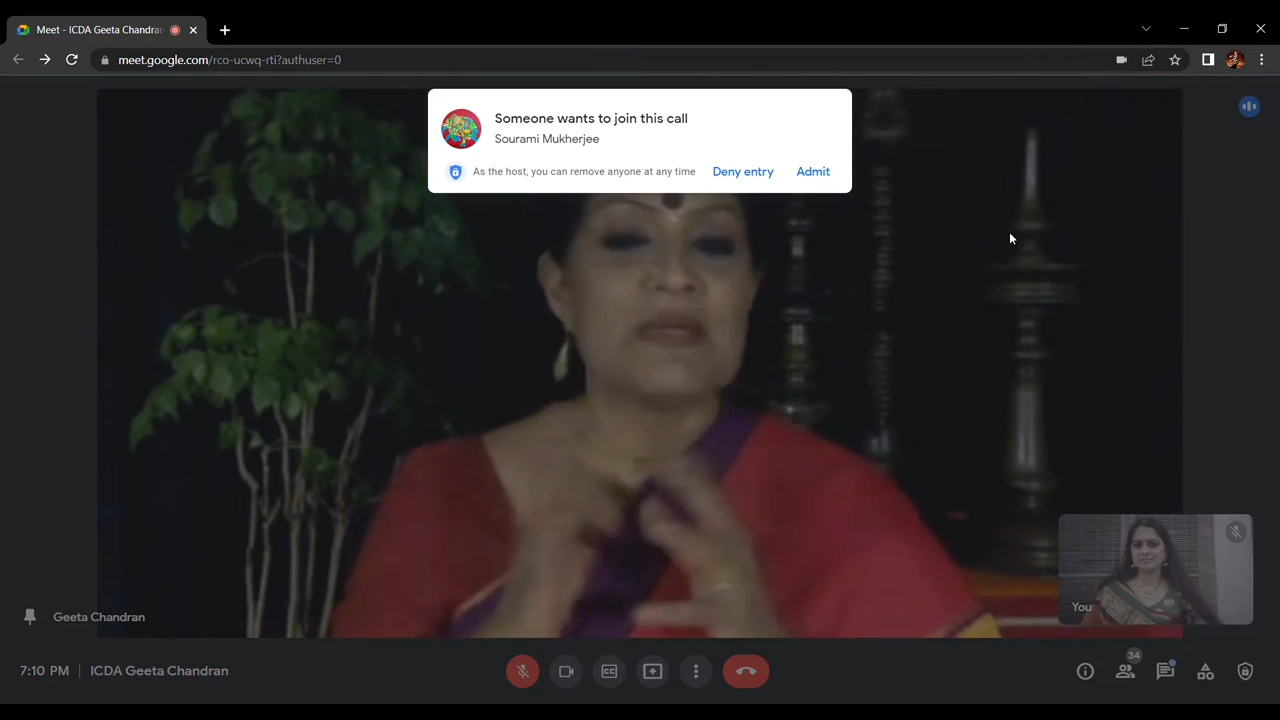 Meet - ICDA Geeta Chandran
meet.google.com/rco-ucwq-rti?authuser=0
Someone wants to join this call
Sourami Mukherjee
As the host, you can remove anyone at any time
Deny entry
Admit
You
Geeta Chandran
34
7:10 PM | ICDA Geeta Chandran
CC